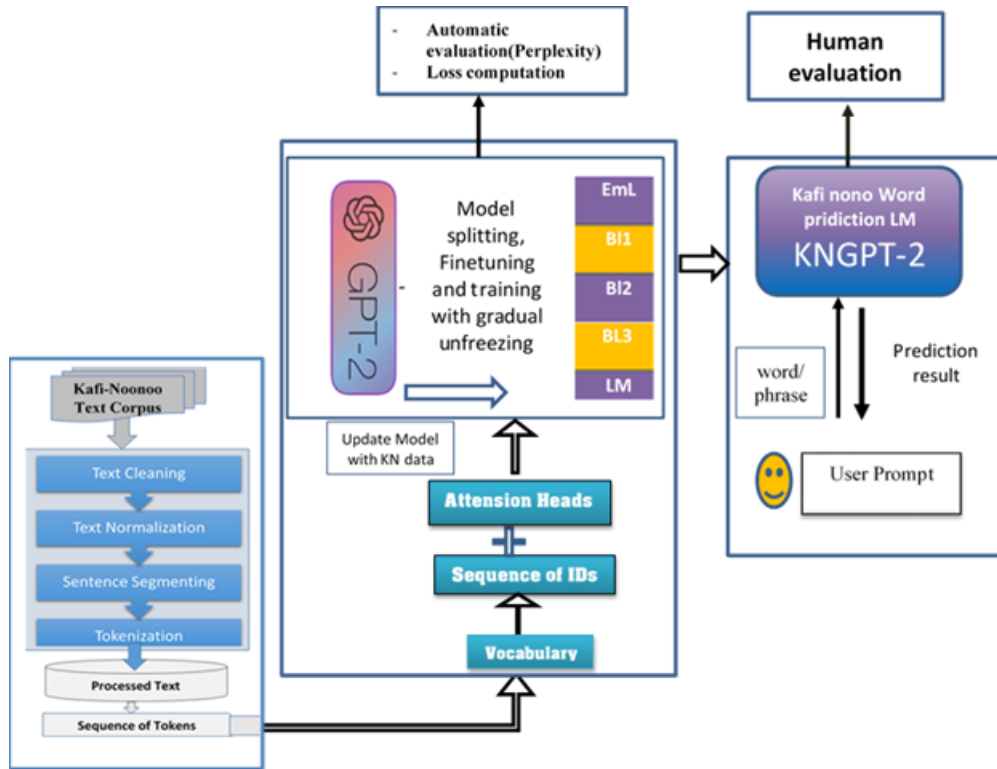 Kafi-Noonoo
Text Corpus
Text Cleaning
Text Normalization
Sentence Segmenting
Tokenization
Processed Text
Sequence of Tokens
- Automatic
evaluation(Perplexity)
- Loss computation
GPT-2
-
Model
splitting,
Finetuning
and training
with gradual
unfreezing
EmL
Bl1
Bl2
BL3
LM
Update Model
with KN data
Attension Heads
Sequence of IDs
Vocabulary
Human
evaluation
Kafi nono Word
pridiction LM
KNGPT-2
word/
phrase
Prediction
result
User Prompt